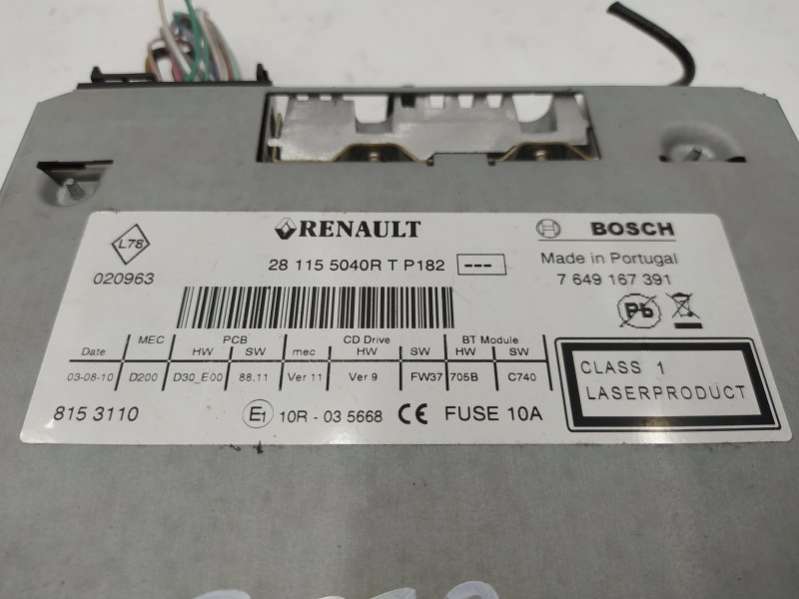 L78
020963
RENAULT
28 115 5040R T P182 ---
BOSCH
Made in Portugal
7 649 167 391
Pb
MEC PCB CD Drive BT Module
Date HW SW mec HW SW HW SW
03-08-10 D200 D30_E00 88.11 Ver 11 Ver 9 FW37 705B C740
CLASS 1
LASERPRODUCT
815 3110
E1 10R - 03 5668 CE FUSE 10A